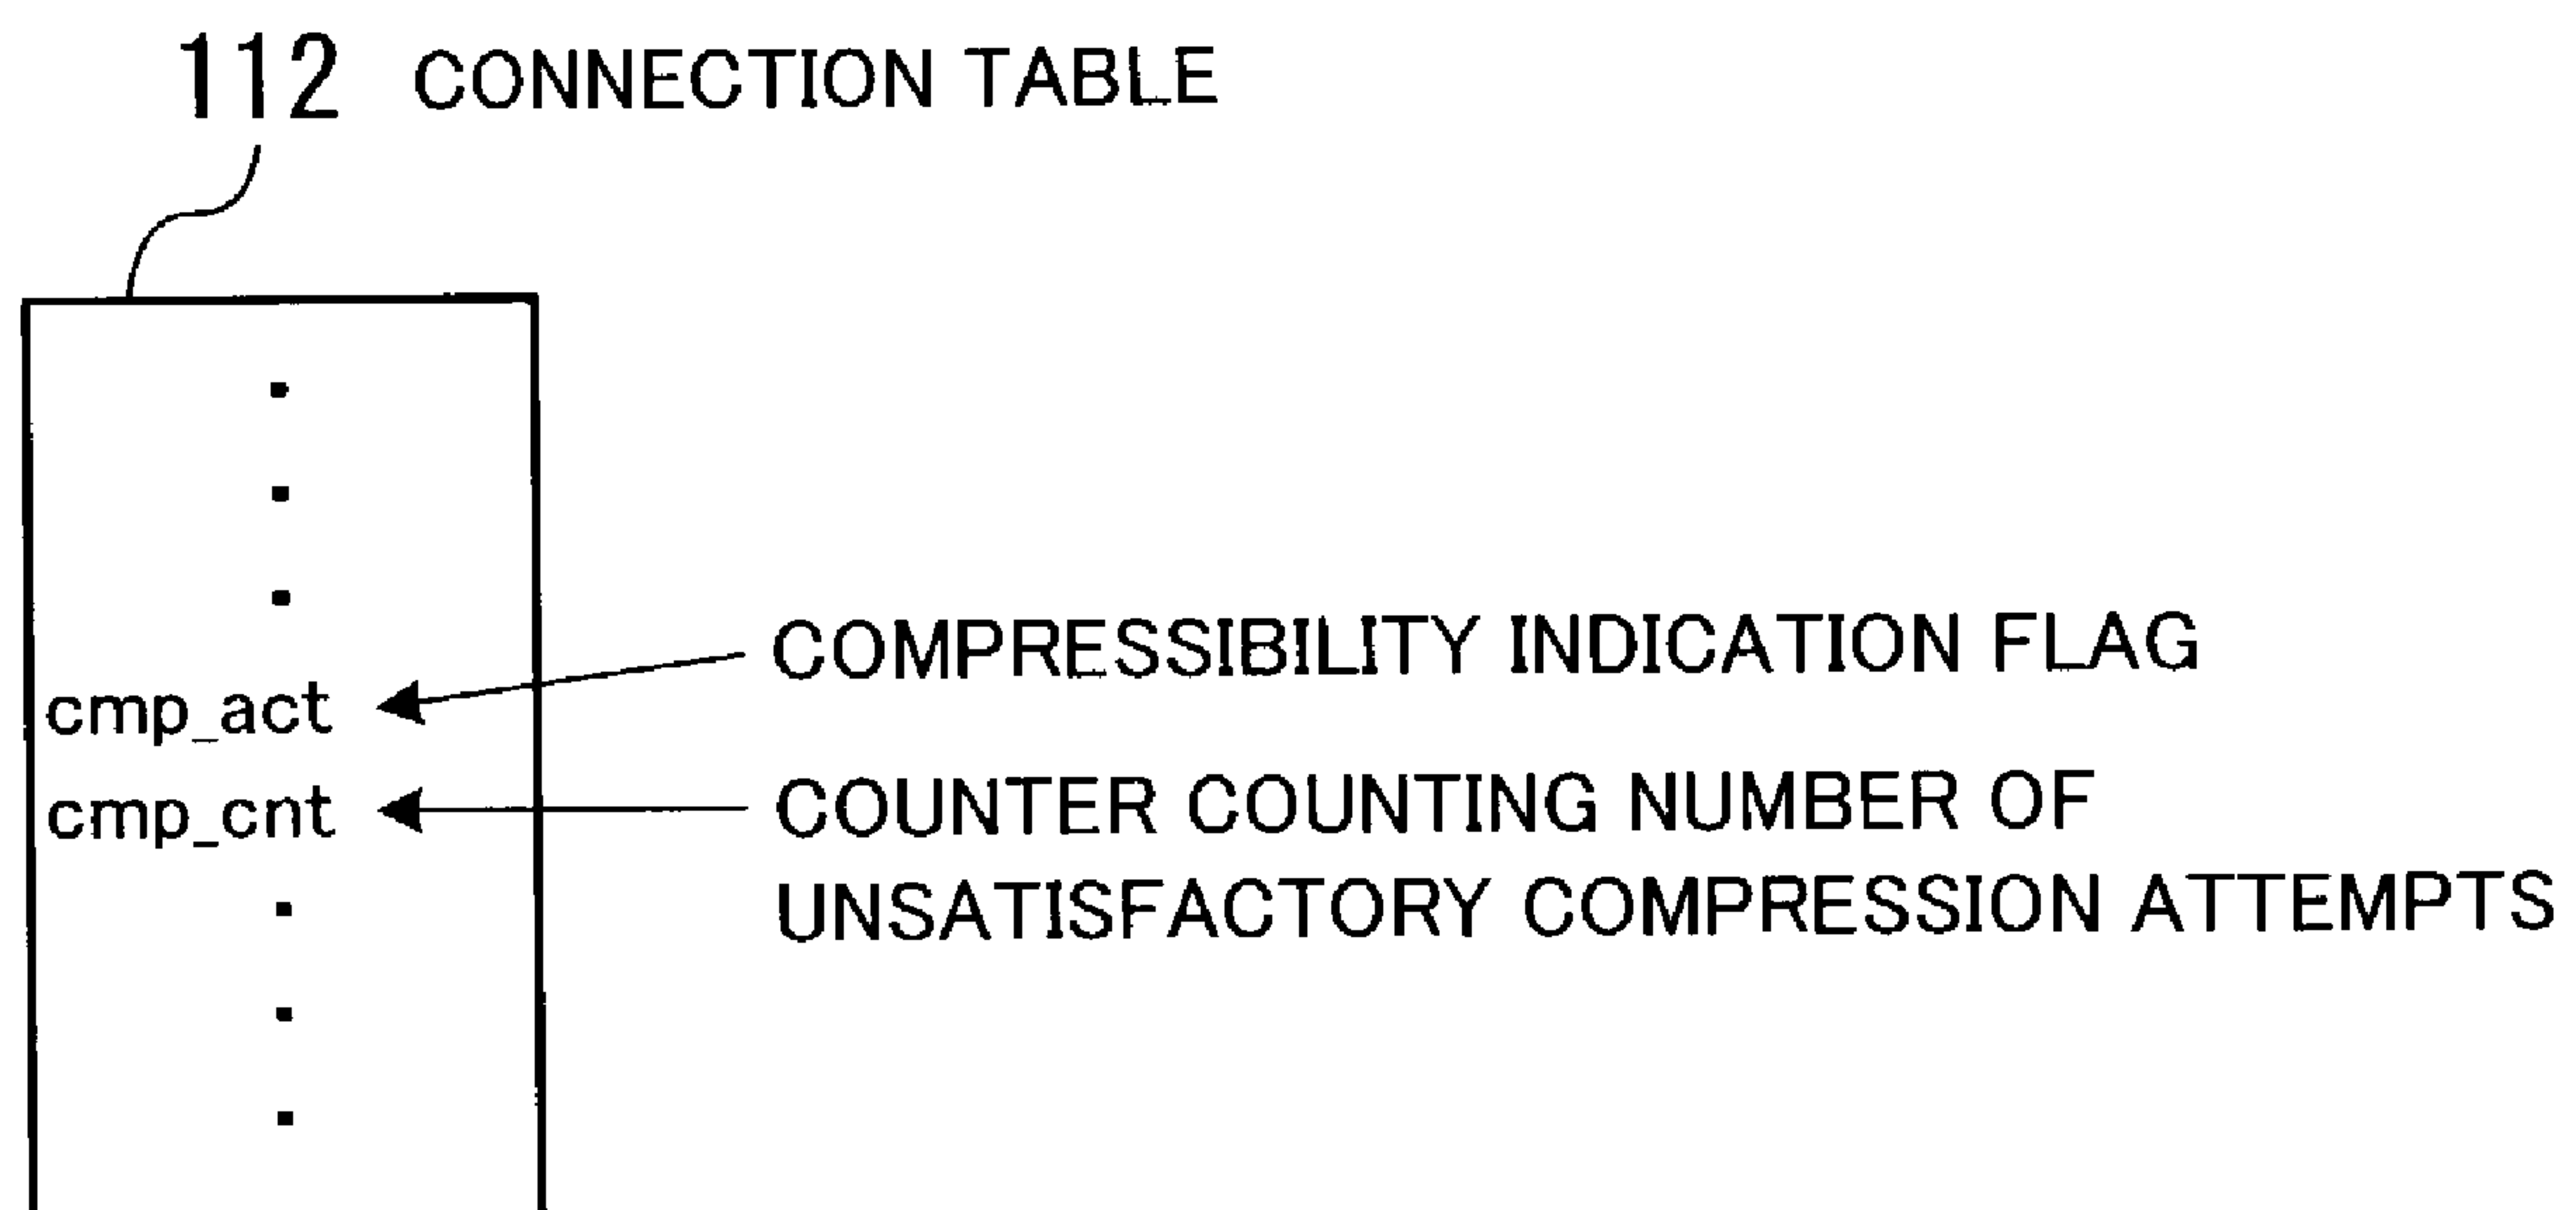 112 CONNECTION TABLE
cmp_act
COMPRESSIBILITY INDICATION FLAG
cmp_cnt
COUNTER COUNTING NUMBER OF
UNSATISFACTORY COMPRESSION ATTEMPTS